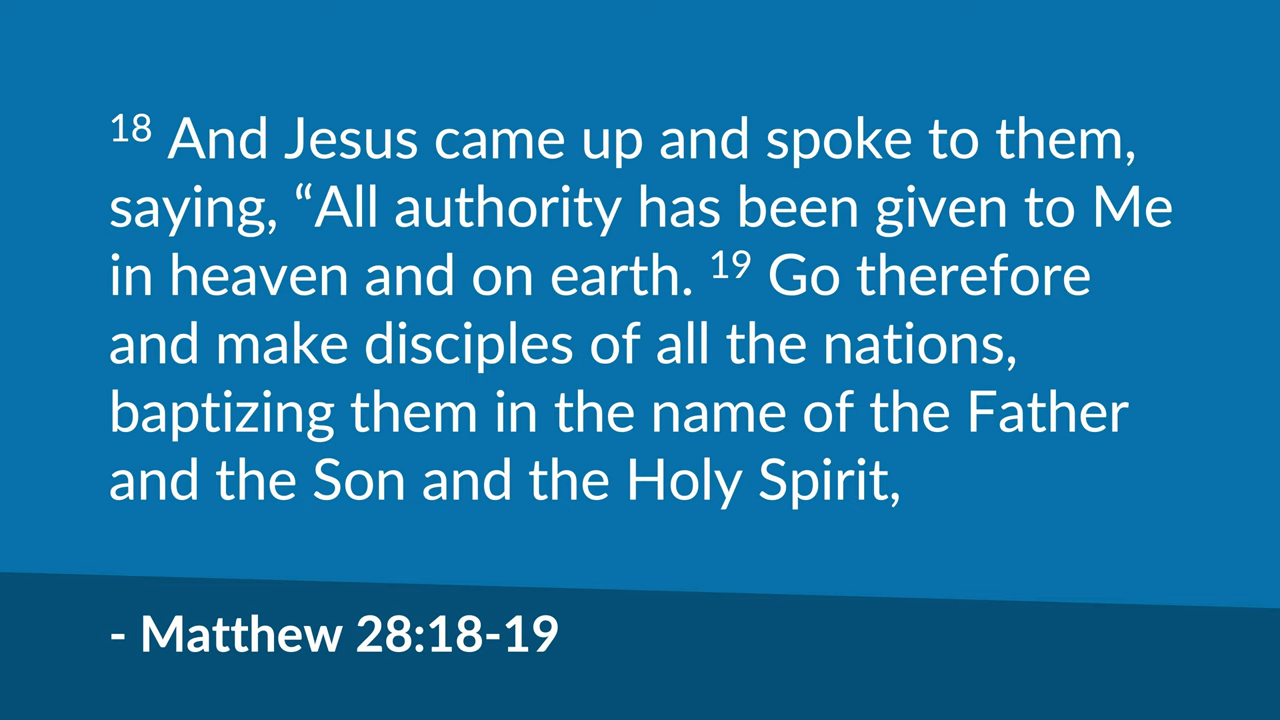 18 And Jesus came up and spoke to them,
saying, “All authority has been given to Me
in heaven and on earth. 19 Go therefore
and make disciples of all the nations,
baptizing them in the name of the Father
and the Son and the Holy Spirit,
- Matthew 28:18-19